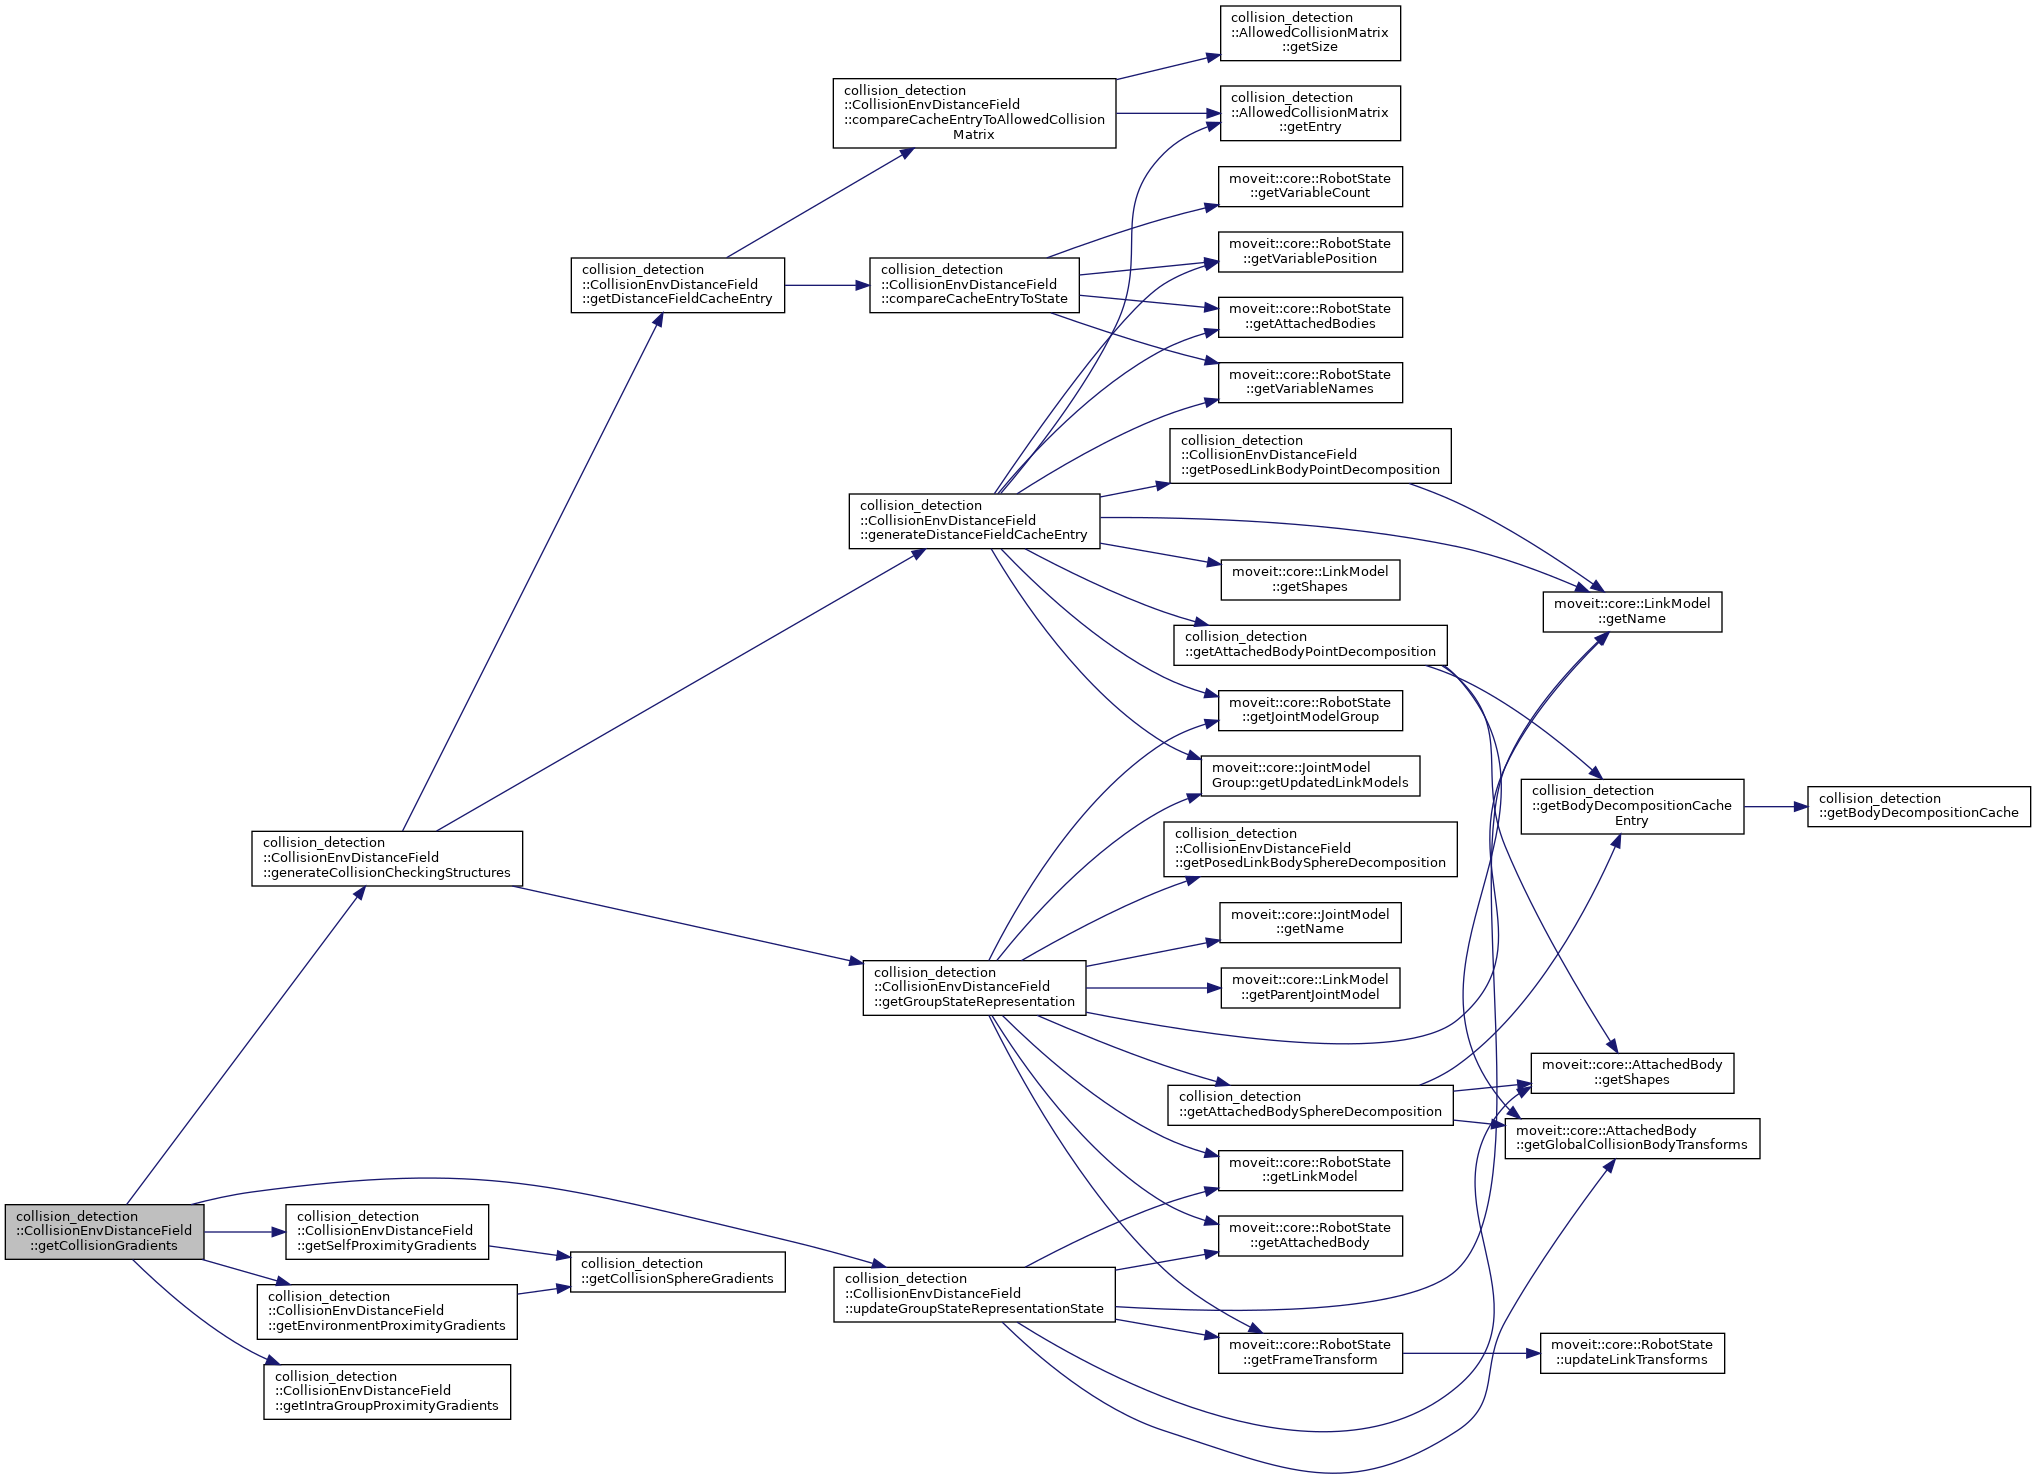 collision_detection
::AllowedCollisionMatrix
::getSize
collision_detection
::CollisionEnvDistanceField
::compareCacheEntryToAllowedCollision
Matrix
collision_detection
::AllowedCollisionMatrix
::getEntry
moveit::core::RobotState
::getVariableCount
moveit::core::RobotState
::getVariablePosition
collision_detection
::CollisionEnvDistanceField
::getDistanceFieldCacheEntry
collision_detection
::CollisionEnvDistanceField
::compareCacheEntryToState
moveit::core::RobotState
::getAttachedBodies
moveit::core::RobotState
::getVariableNames
collision_detection
::CollisionEnvDistanceField
::getPosedLinkBodyPointDecomposition
collision_detection
::CollisionEnvDistanceField
::generateDistanceFieldCacheEntry
moveit::core::LinkModel
::getShapes
moveit::core::LinkModel
::getName
collision_detection
::getAttachedBodyPointDecomposition
moveit::core::RobotState
::getJointModelGroup
moveit::core::JointModel
Group::getUpdatedLinkModels
collision_detection
::getBodyDecompositionCache
Entry
collision_detection
::getBodyDecompositionCache
collision_detection
::CollisionEnvDistanceField
::generateCollisionCheckingStructures
collision_detection
::CollisionEnvDistanceField
::getPosedLinkBodySphereDecomposition
moveit::core::JointModel
::getName
collision_detection
::CollisionEnvDistanceField
::getGroupStateRepresentation
moveit::core::LinkModel
::getParentJointModel
moveit::core::AttachedBody
::getShapes
collision_detection
::getAttachedBodySphereDecomposition
moveit::core::AttachedBody
::getGlobalCollisionBodyTransforms
moveit::core::RobotState
::getLinkModel
collision_detection
::CollisionEnvDistanceField
::getCollisionGradients
collision_detection
::CollisionEnvDistanceField
::getSelfProximityGradients
moveit::core::RobotState
::getAttachedBody
collision_detection
::getCollisionSphereGradients
collision_detection
::CollisionEnvDistanceField
::updateGroupStateRepresentationState
collision_detection
::CollisionEnvDistanceField
::getEnvironmentProximityGradients
moveit::core::RobotState
::getFrameTransform
moveit::core::RobotState
::updateLinkTransforms
collision_detection
::CollisionEnvDistanceField
::getIntraGroupProximityGradients